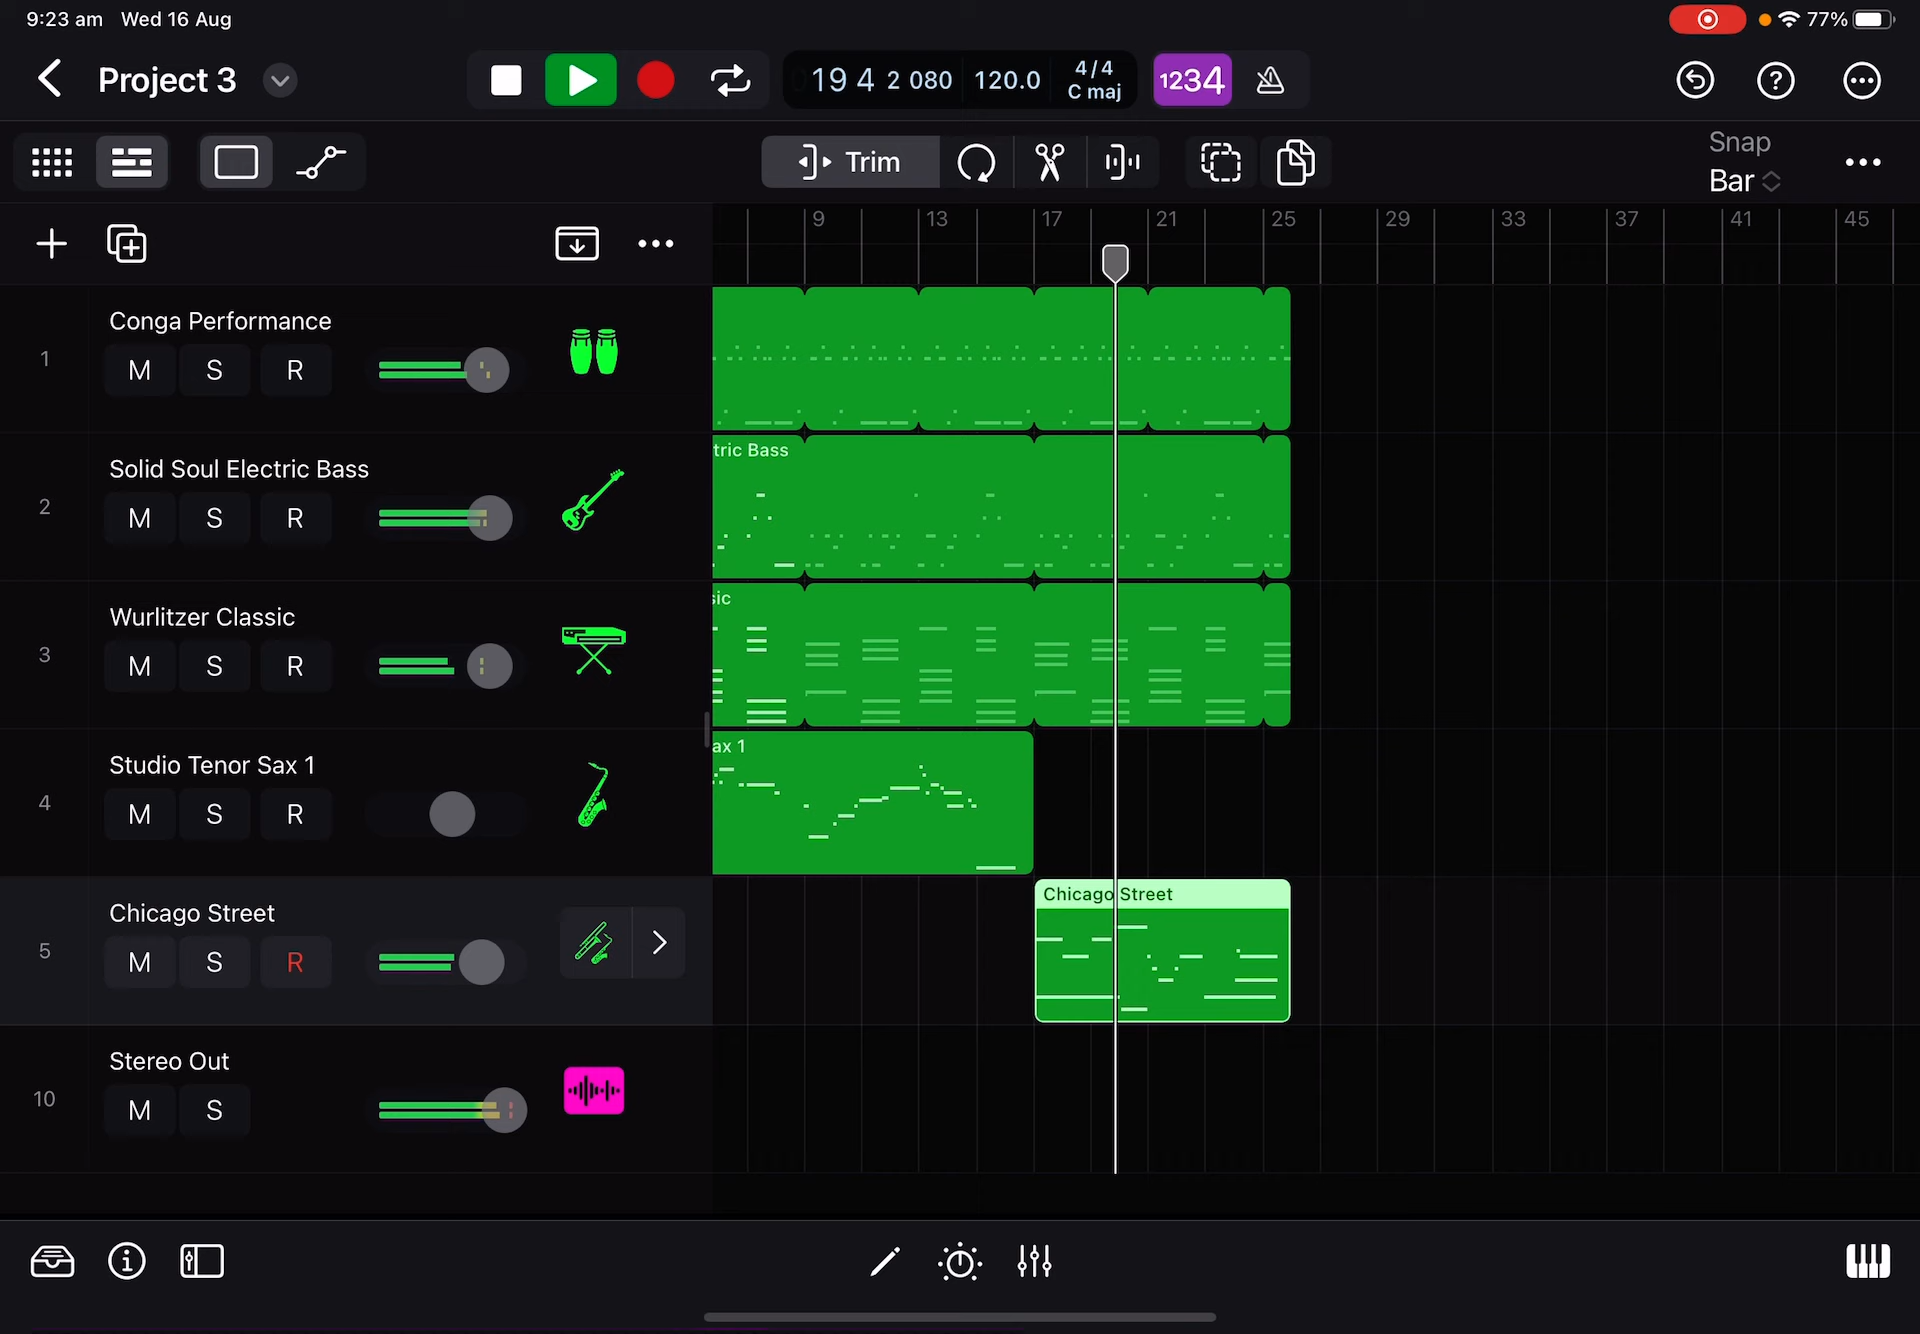 9:23 am Wed 16 Aug
77%
Project 3
19 4 2 080 120.0 4/4
C maj
1234
Trim
Snap
Bar
9 13 17 21 25 29 33 37 41 45
1
Conga Performance
M S R
2
Solid Soul Electric Bass
M S R
tric Bass
3
Wurlitzer Classic
M S R
sic
4
Studio Tenor Sax 1
M S R
ax 1
5
Chicago Street
M S R
Chicago Street
10
Stereo Out
M S